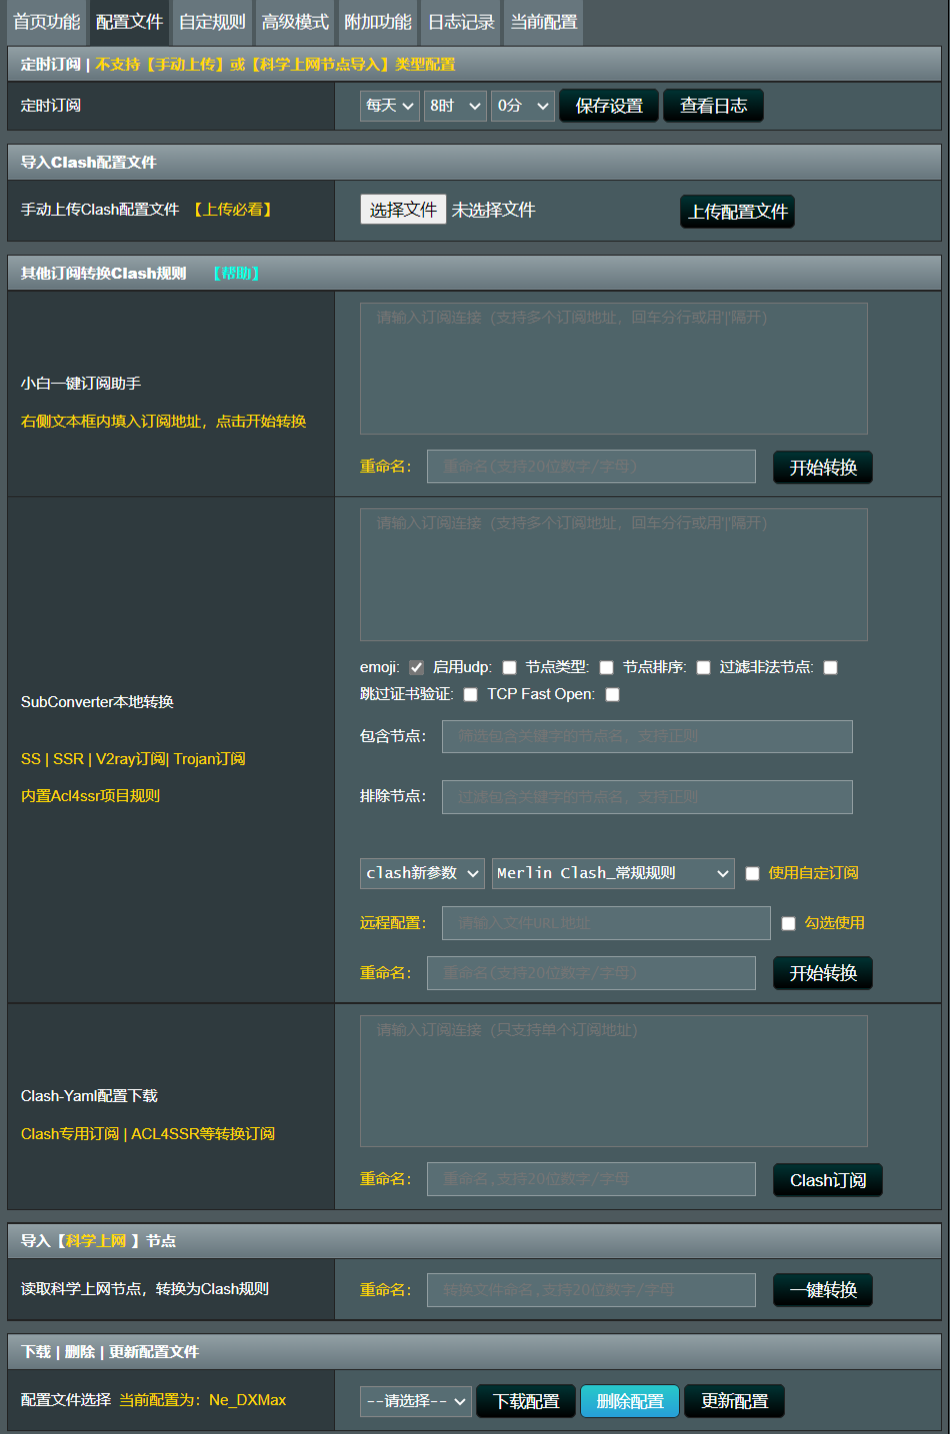 首页功能 配置文件 自定规则 高级模式 附加功能 日志记录 当前配置
定时订阅 | 不支持【手动上传】或【科学上网节点导入】类型配置
定时订阅 每天 8时 0分 保存设置 查看日志
导入Clash配置文件
手动上传Clash配置文件 【上传必看】 选择文件 未选择文件 上传配置文件
其他订阅转换Clash规则 【帮助】
请输入订阅连接（支持多个订阅地址，回车分行或用'|'隔开）
小白一键订阅助手
右侧文本框内填入订阅地址，点击开始转换
重命名： 重命名(支持20位数字/字母) 开始转换
请输入订阅连接（支持多个订阅地址，回车分行或用'|'隔开）
emoji: 启用udp: 节点类型: 节点排序: 过滤非法节点:
跳过证书验证: TCP Fast Open:
SubConverter本地转换
包含节点： 筛选包含关键字的节点名，支持正则
SS | SSR | V2ray订阅| Trojan订阅
内置Acl4ssr项目规则
排除节点： 过滤包含关键字的节点名，支持正则
clash新参数 Merlin Clash_常规规则 使用自定订阅
远程配置： 请输入文件URL地址 勾选使用
重命名： 重命名(支持20位数字/字母) 开始转换
请输入订阅连接（只支持单个订阅地址）
Clash-Yaml配置下载
Clash专用订阅 | ACL4SSR等转换订阅
重命名： 重命名,支持20位数字/字母 Clash订阅
导入【科学上网 】节点
读取科学上网节点，转换为Clash规则 重命名： 转换文件命名,支持20位数字/字母 一键转换
下载 | 删除 | 更新配置文件
配置文件选择 当前配置为：Ne_DXMax --请选择-- 下载配置 删除配置 更新配置